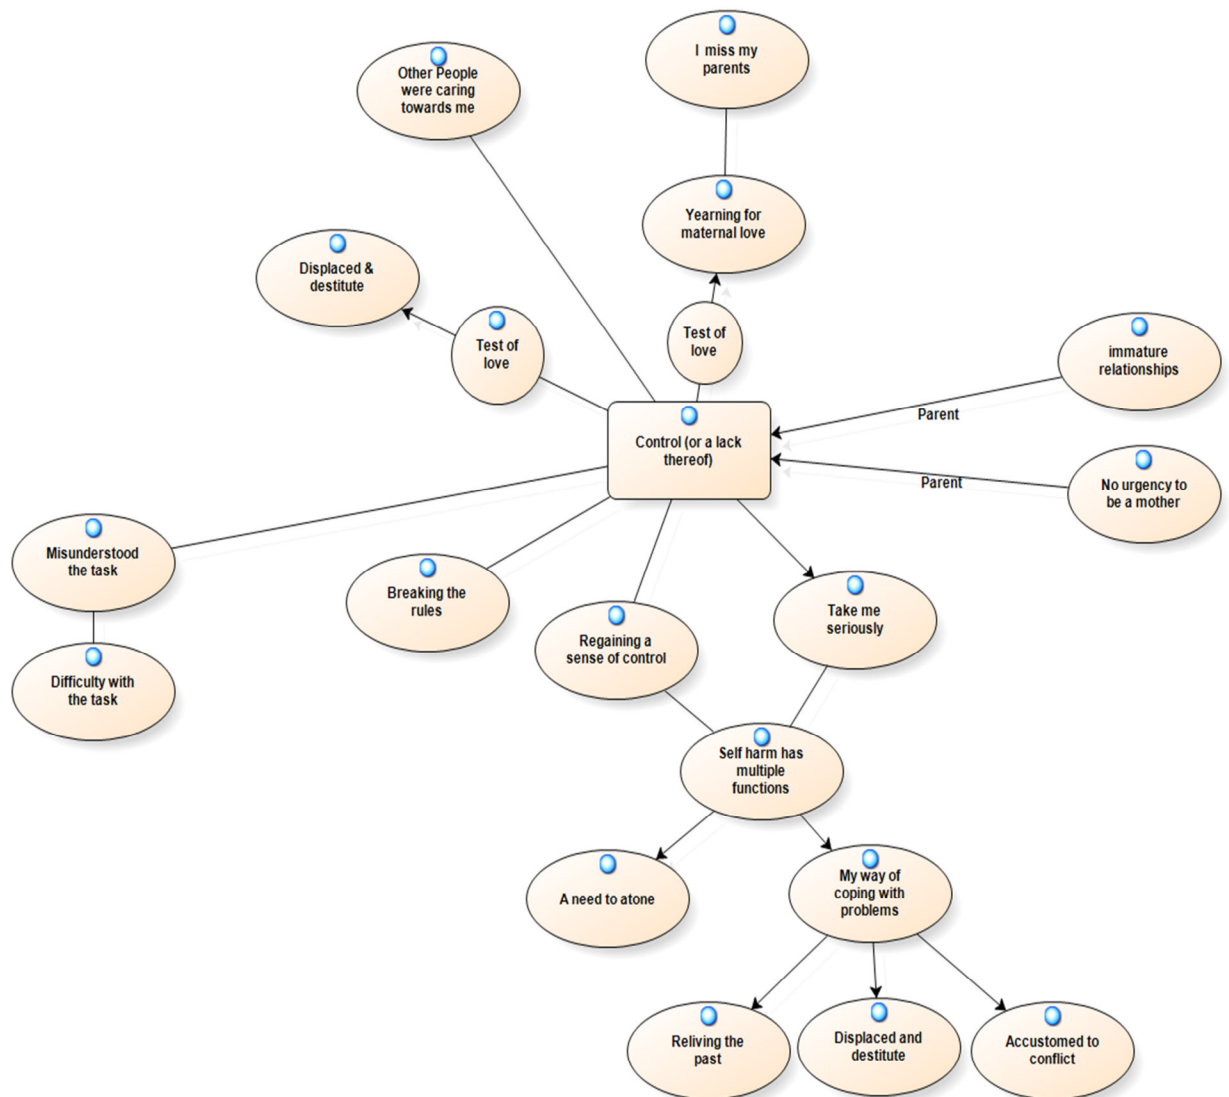 I miss my
parents
Other People
were caring
towards me
Yearning for
maternal love
Displaced &
destitute
Test of
love
Test of
love
immature
relationships
Parent
Control (or a lack
thereof)
Parent
No urgency to
be a mother
Misunderstood
the task
Breaking the
rules
Take me
seriously
Regaining a
sense of control
Difficulty with
the task
Self harm has
multiple
functions
My way of
coping with
problems
A need to atone
Reliving the
past
Displaced and
destitute
Accustomed to
conflict